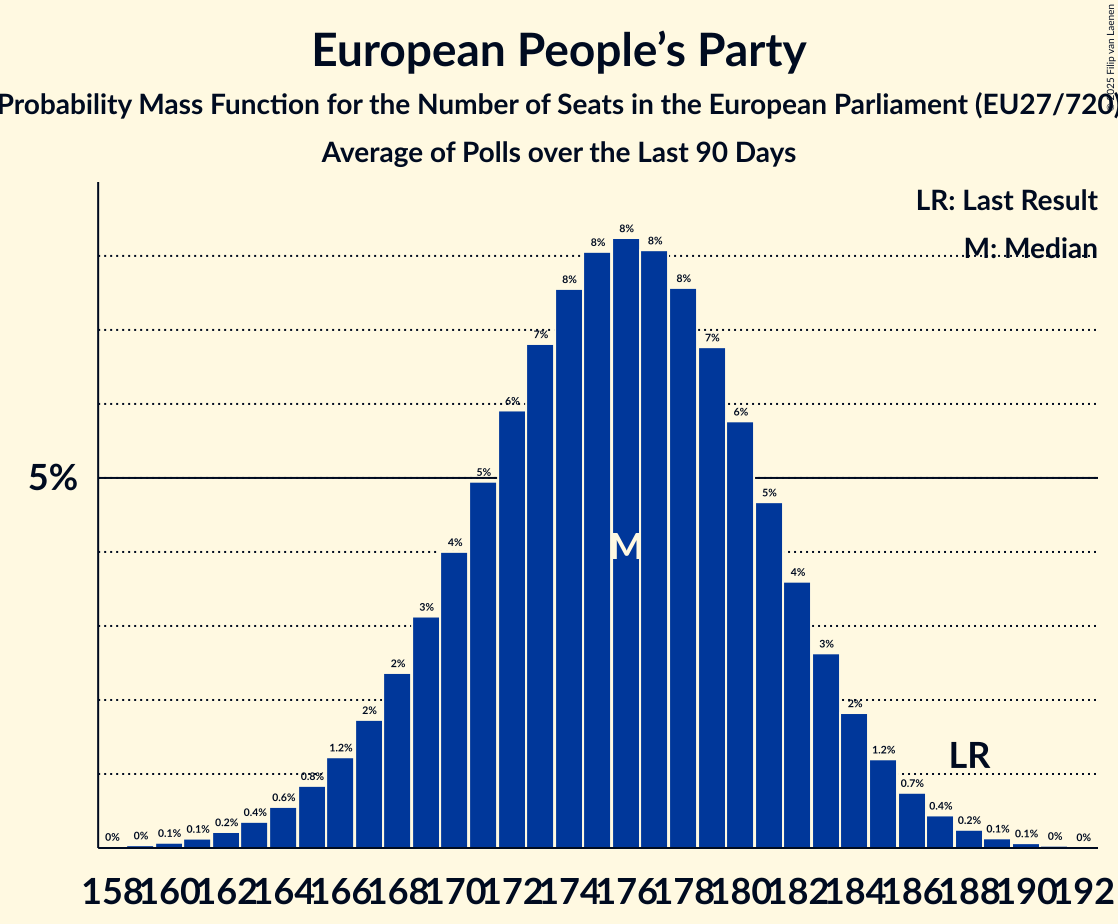 European People’s Party
Probability Mass Function for the Number of Seats in the European Parliament (EU27/720)
Average of Polls over the Last 90 Days
© 2025 Filip van Laenen
LR: Last Result
M: Median
5%
0% 0% 0.1% 0.1% 0.2% 0.4% 0.6% 0.8% 1.2% 2% 2% 3% 4% 5% 6% 7% 8% 8% 8% 8% 8% 7% 6% 5% 4% 3% 2% 1.2% 0.7% 0.4% 0.2% 0.1% 0.1% 0% 0%
M
LR
158 160 162 164 166 168 170 172 174 176 178 180 182 184 186 188 190 192